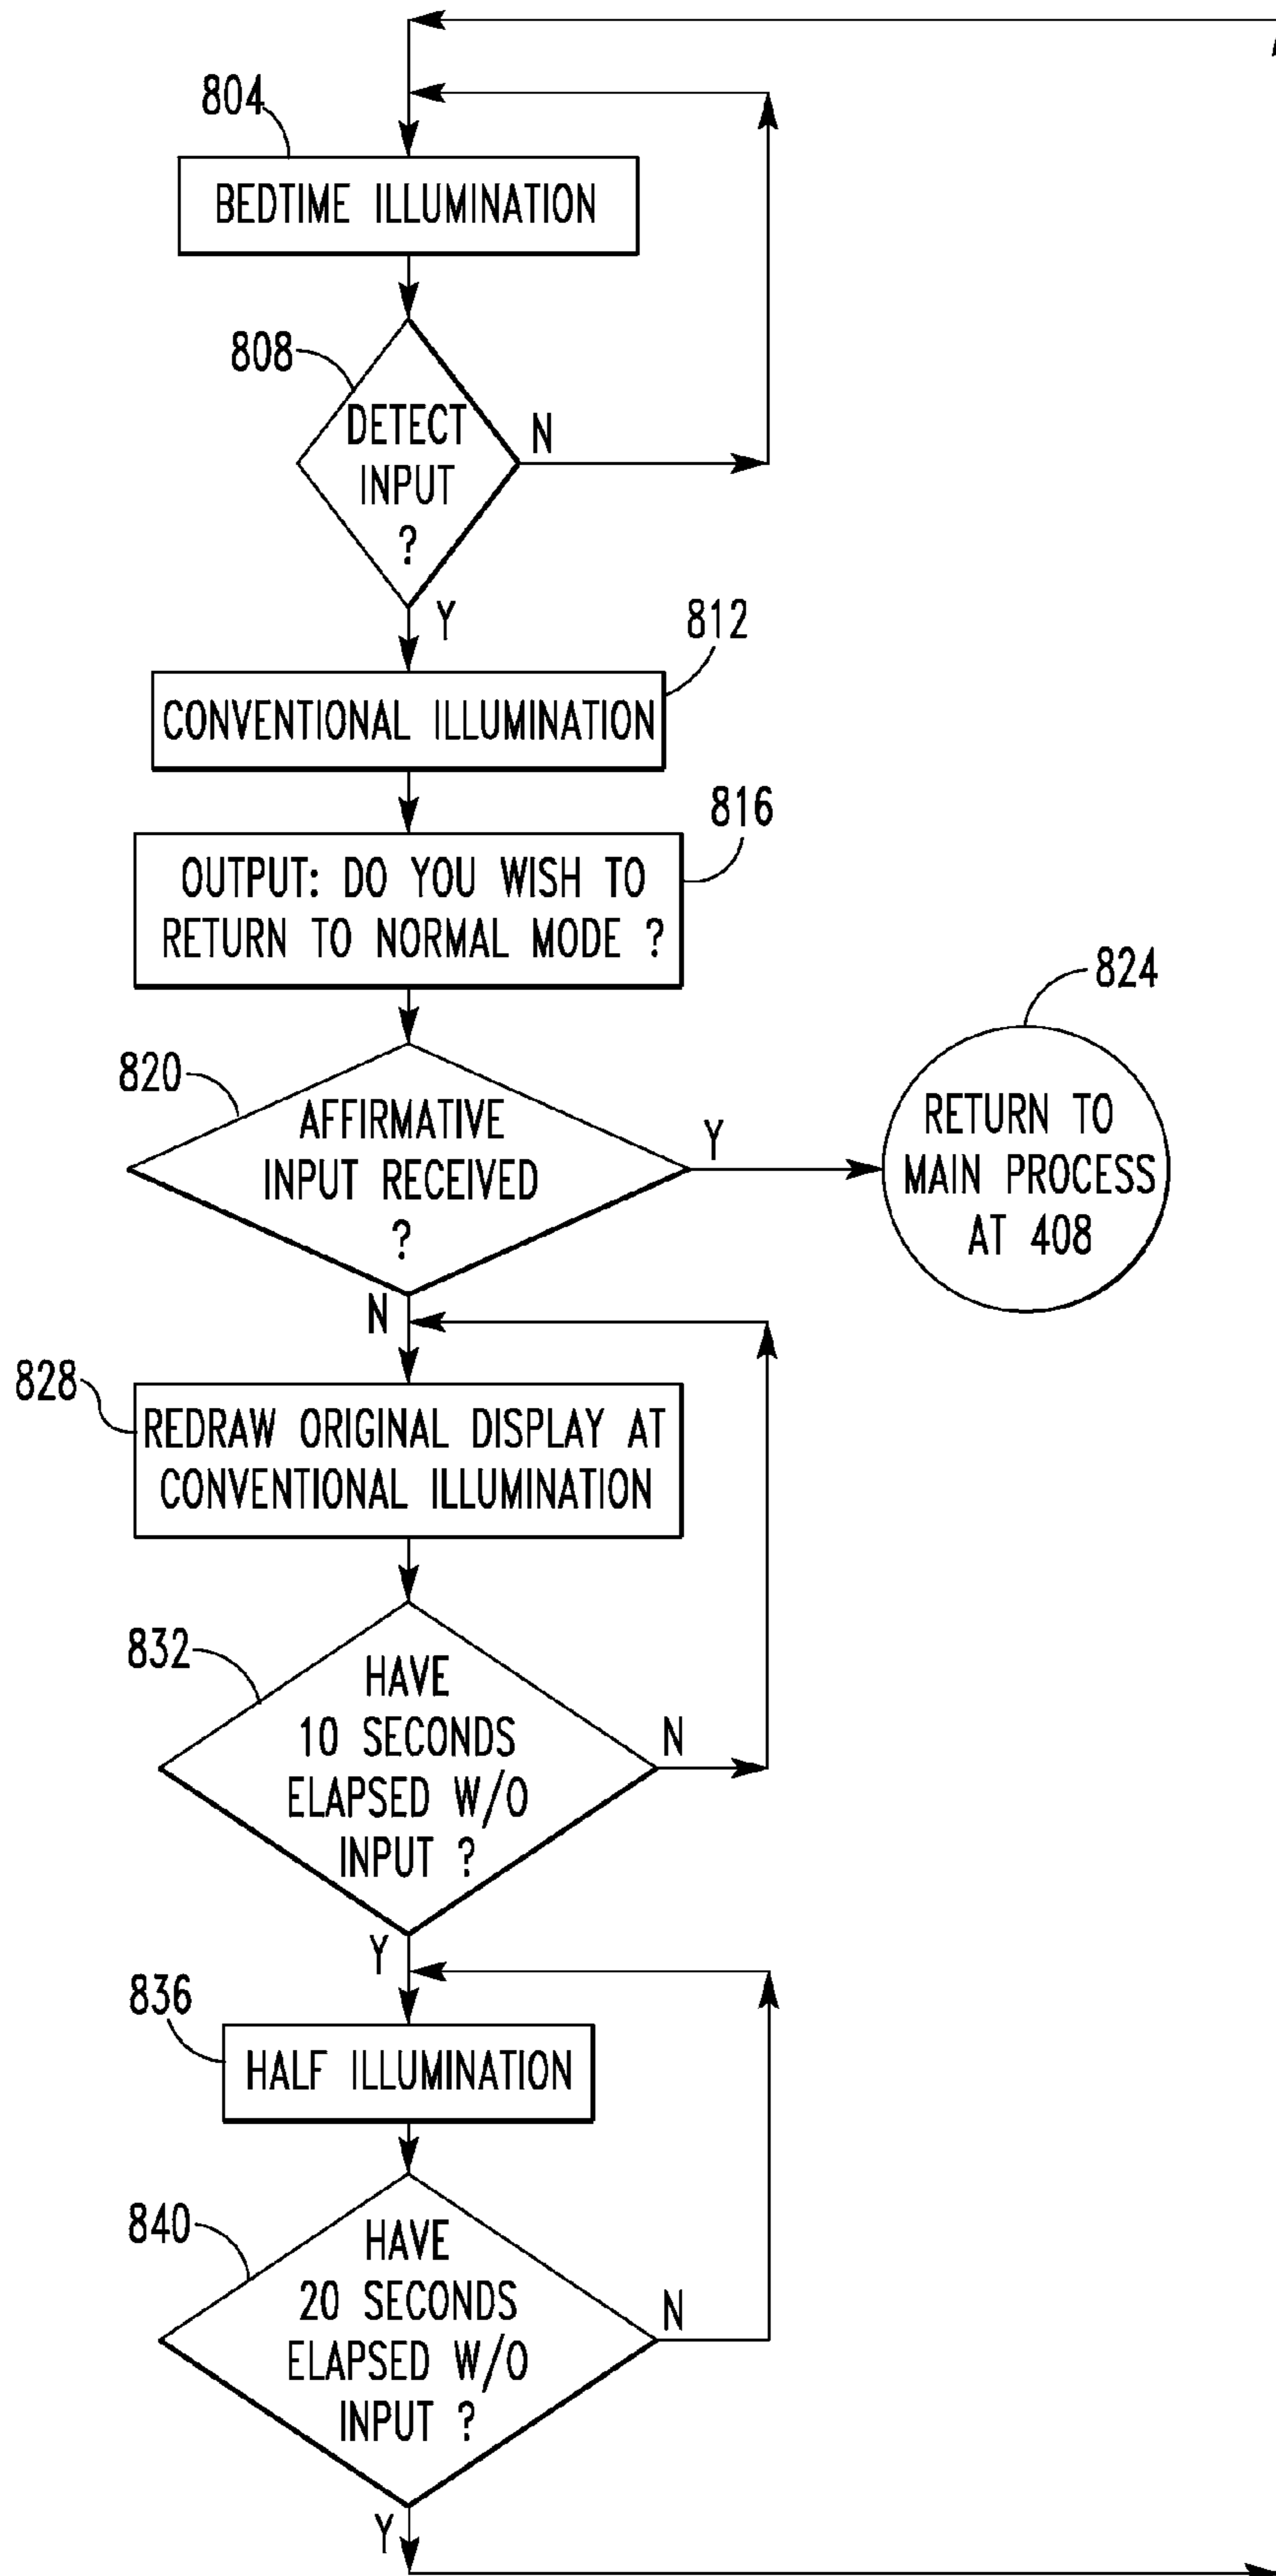 804
BEDTIME ILLUMINATION
808
DETECT
INPUT
?
N
Y
812
CONVENTIONAL ILLUMINATION
816
OUTPUT: DO YOU WISH TO
RETURN TO NORMAL MODE ?
820
AFFIRMATIVE
INPUT RECEIVED
?
Y
824
RETURN TO
MAIN PROCESS
AT 408
N
828
REDRAW ORIGINAL DISPLAY AT
CONVENTIONAL ILLUMINATION
832
HAVE
10 SECONDS
ELAPSED W/O
INPUT ?
N
Y
836
HALF ILLUMINATION
840
HAVE
20 SECONDS
ELAPSED W/O
INPUT ?
N
Y